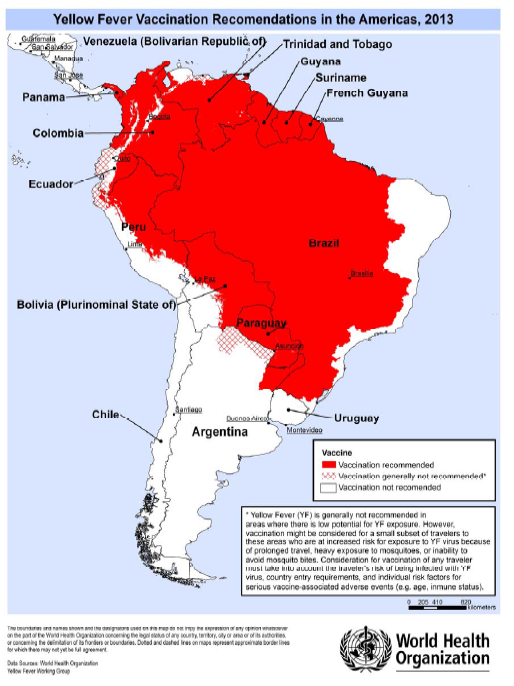 Yellow Fever Vaccination Recomendations in the Americas, 2013
Guatemala
San Salvador
Managua
San Jose
Venezuela (Bolivarian Republic of)
Trinidad and Tobago
Guyana
Suriname
French Guyana
Panama
Cayenne
Bogota
Colombia
Quito
Ecuador
Peru
Lima
Brazil
Brasilia
La Paz
Bolivia (Plurinominal State of)
Paraguay
Asuncion
Chile
Santiago
Buenos Aires
Uruguay
Montevideo
Argentina
Vaccine
Vaccination recommended
Vaccination generally not recommended*
Vaccination not recomended
* Yellow Fever (YF) is generally not recommended in
areas where there is low potential for YF exposure. However,
vaccination might be considered for a small subset of travelers to
these areas who are at increased risk for exposure to YF virus because
of prolonged travel, heavy exposure to mosquitoes, or inability to
avoid mosquito bites. Consideration for vaccination of any traveler
must take into account the traveler's risk of being infected with YF
virus, country entry requirements, and individual risk factors for
serious vaccine-associated adverse events (e.g. age, inmune status).
0 205 410 820
kilometers
The boundaries and names shown and the designations used on this map do not imply the expression of any opinion whatsoever
on the part of the World Health Organization concerning the legal status of any country, territory, city or area or of its authorities,
or concerning the delimitation of its frontiers or boundaries. Dotted and dashed lines on maps represent approximate border lines
for which there may not yet be full agreement.
Data Sources: World Health Organization
Yellow Fever Working Group
World Health
Organization